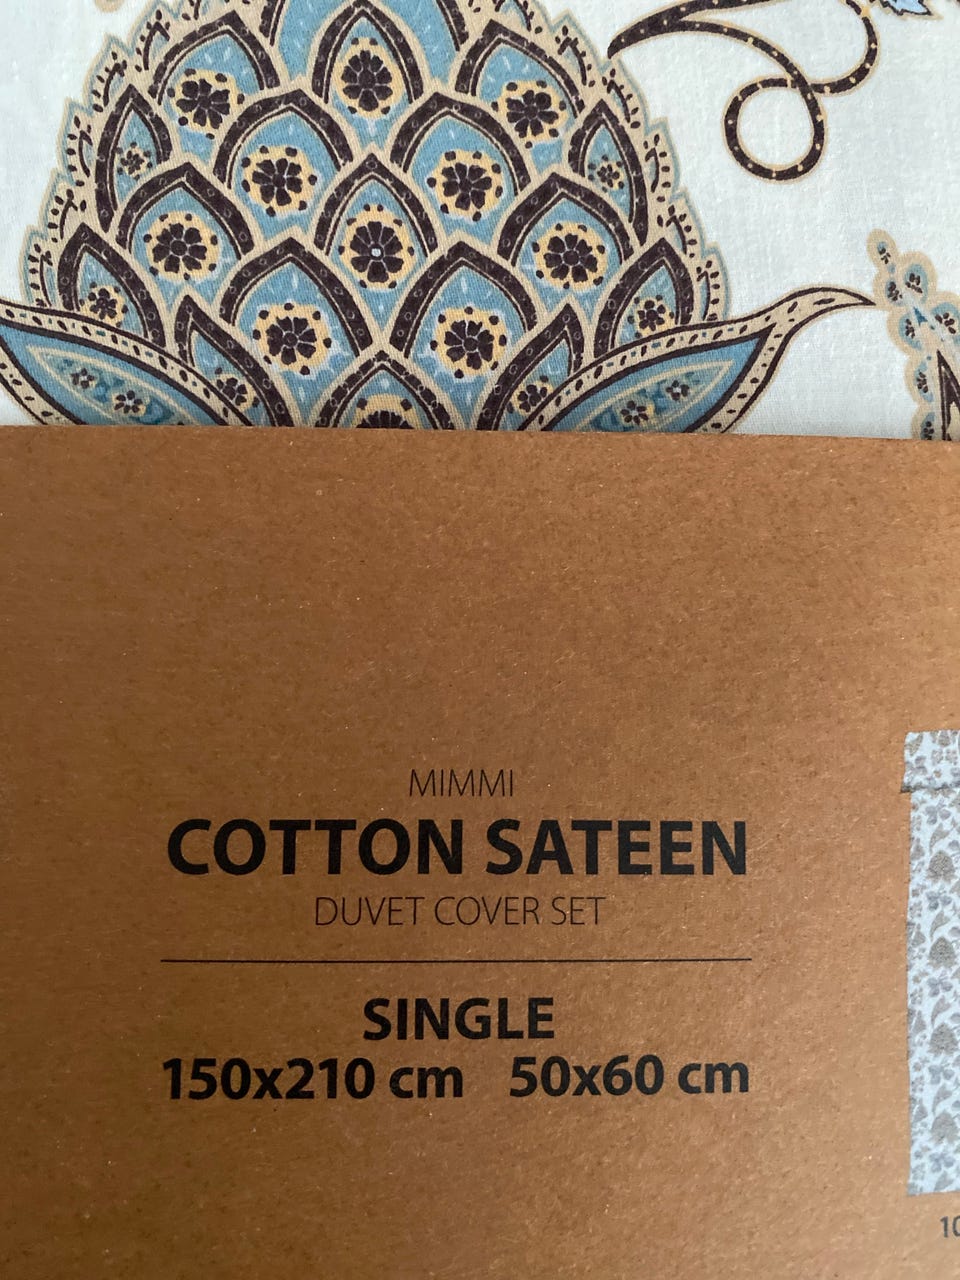 MIMMI
COTTON SATEEN
DUVET COVER SET
SINGLE
150x210 cm 50x60 cm